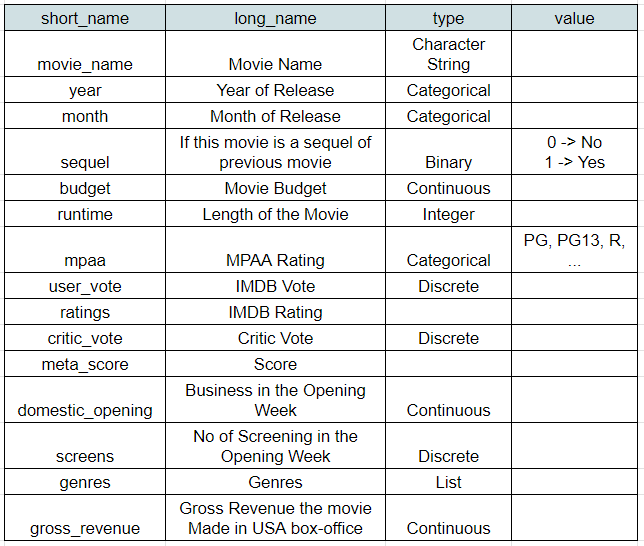 short_name long_name type value
movie_name Movie Name Character String
year Year of Release Categorical
month Month of Release Categorical
sequel If this movie is a sequel of previous movie Binary 0 -> No 1 -> Yes
budget Movie Budget Continuous
runtime Length of the Movie Integer
mpaa MPAA Rating Categorical PG, PG13, R, ...
user_vote IMDB Vote Discrete
ratings IMDB Rating
critic_vote Critic Vote Discrete
meta_score Score
domestic_opening Business in the Opening Week Continuous
screens No of Screening in the Opening Week Discrete
genres Genres List
gross_revenue Gross Revenue the movie Made in USA box-office Continuous